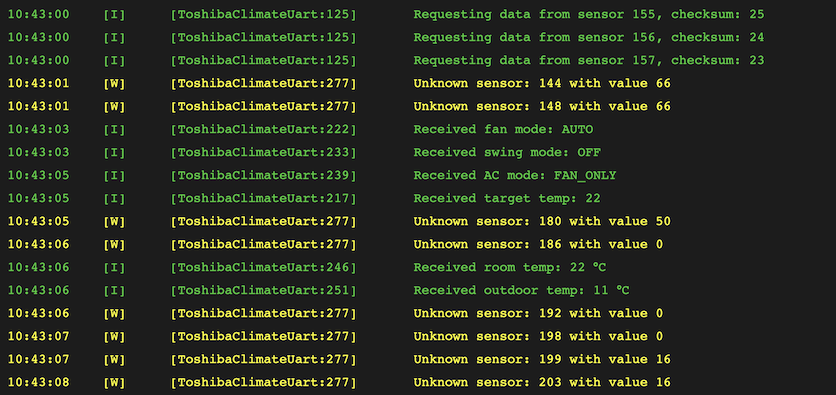 10:43:00 [I] [ToshibaClimateUart:125] Requesting data from sensor 155, checksum: 25
10:43:00 [I] [ToshibaClimateUart:125] Requesting data from sensor 156, checksum: 24
10:43:00 [I] [ToshibaClimateUart:125] Requesting data from sensor 157, checksum: 23
10:43:01 [W] [ToshibaClimateUart:277] Unknown sensor: 144 with value 66
10:43:01 [W] [ToshibaClimateUart:277] Unknown sensor: 148 with value 66
10:43:03 [I] [ToshibaClimateUart:222] Received fan mode: AUTO
10:43:03 [I] [ToshibaClimateUart:233] Received swing mode: OFF
10:43:05 [I] [ToshibaClimateUart:239] Received AC mode: FAN_ONLY
10:43:05 [I] [ToshibaClimateUart:217] Received target temp: 22
10:43:05 [W] [ToshibaClimateUart:277] Unknown sensor: 180 with value 50
10:43:06 [W] [ToshibaClimateUart:277] Unknown sensor: 186 with value 0
10:43:06 [I] [ToshibaClimateUart:246] Received room temp: 22 °C
10:43:06 [I] [ToshibaClimateUart:251] Received outdoor temp: 11 °C
10:43:06 [W] [ToshibaClimateUart:277] Unknown sensor: 192 with value 0
10:43:07 [W] [ToshibaClimateUart:277] Unknown sensor: 198 with value 0
10:43:07 [W] [ToshibaClimateUart:277] Unknown sensor: 199 with value 16
10:43:08 [W] [ToshibaClimateUart:277] Unknown sensor: 203 with value 16